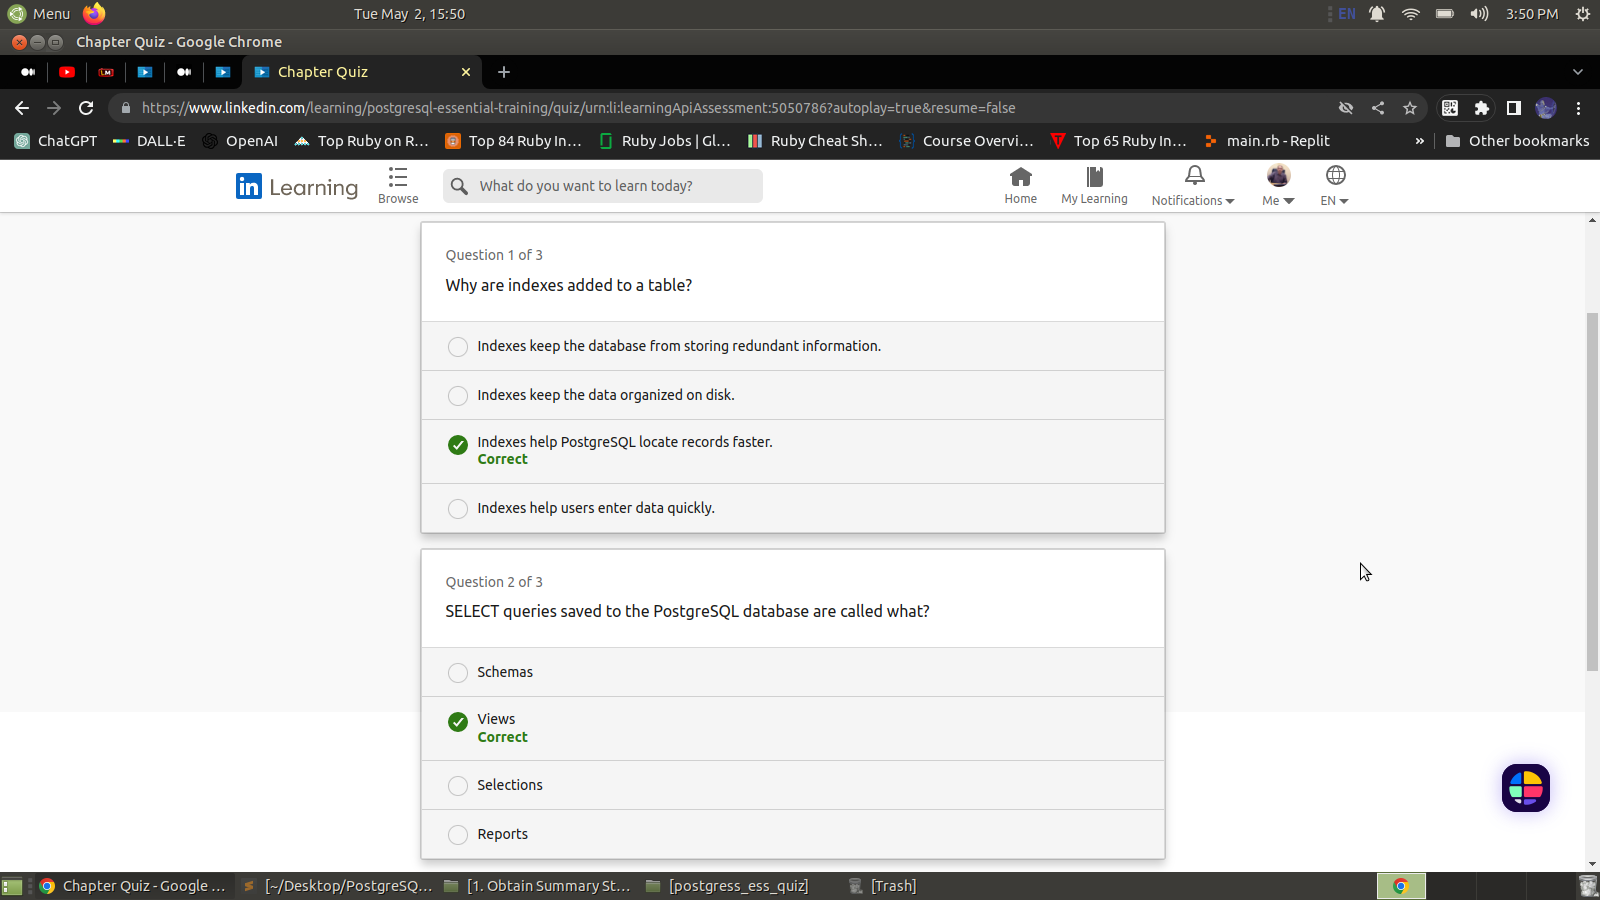 Menu
Tue May 2, 15:50
EN
3:50 PM
Chapter Quiz - Google Chrome
LM
Chapter Quiz
https://www.linkedin.com/learning/postgresql-essential-training/quiz/urn:li:learningApiAssessment:5050786?autoplay=true&resume=false
ChatGPT
DALL·E
OpenAI
Top Ruby on R...
Top 84 Ruby In...
Ruby Jobs | Gl...
Ruby Cheat Sh...
Course Overvi...
Top 65 Ruby In...
main.rb - Replit
»
Other bookmarks
in Learning
Browse
What do you want to learn today?
Home
My Learning
Notifications
Me
EN
Question 1 of 3
Why are indexes added to a table?
Indexes keep the database from storing redundant information.
Indexes keep the data organized on disk.
Indexes help PostgreSQL locate records faster.
Correct
Indexes help users enter data quickly.
Question 2 of 3
SELECT queries saved to the PostgreSQL database are called what?
Schemas
Views
Correct
Selections
Reports
Chapter Quiz - Google ...
[~/Desktop/PostgreSQ...
[1. Obtain Summary St...
[postgress_ess_quiz]
[Trash]